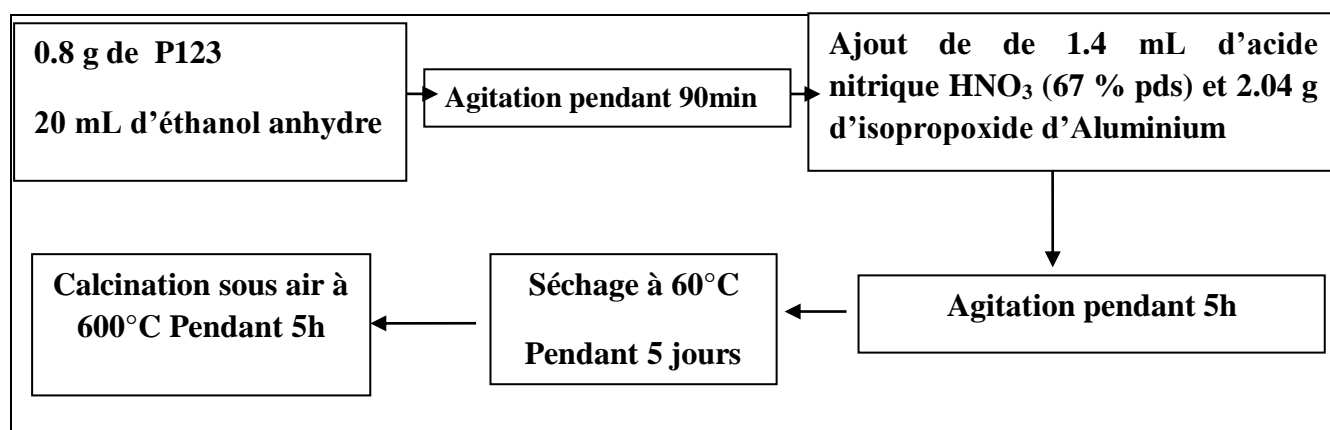 0.8 g de P123
20 mL d’éthanol anhydre
Agitation pendant 90min
Ajout de de 1.4 mL d’acide
nitrique HNO₃ (67 % pds) et 2.04 g
d’isopropoxide d’Aluminium
Agitation pendant 5h
Séchage à 60°C
Pendant 5 jours
Calcination sous air à
600°C Pendant 5h